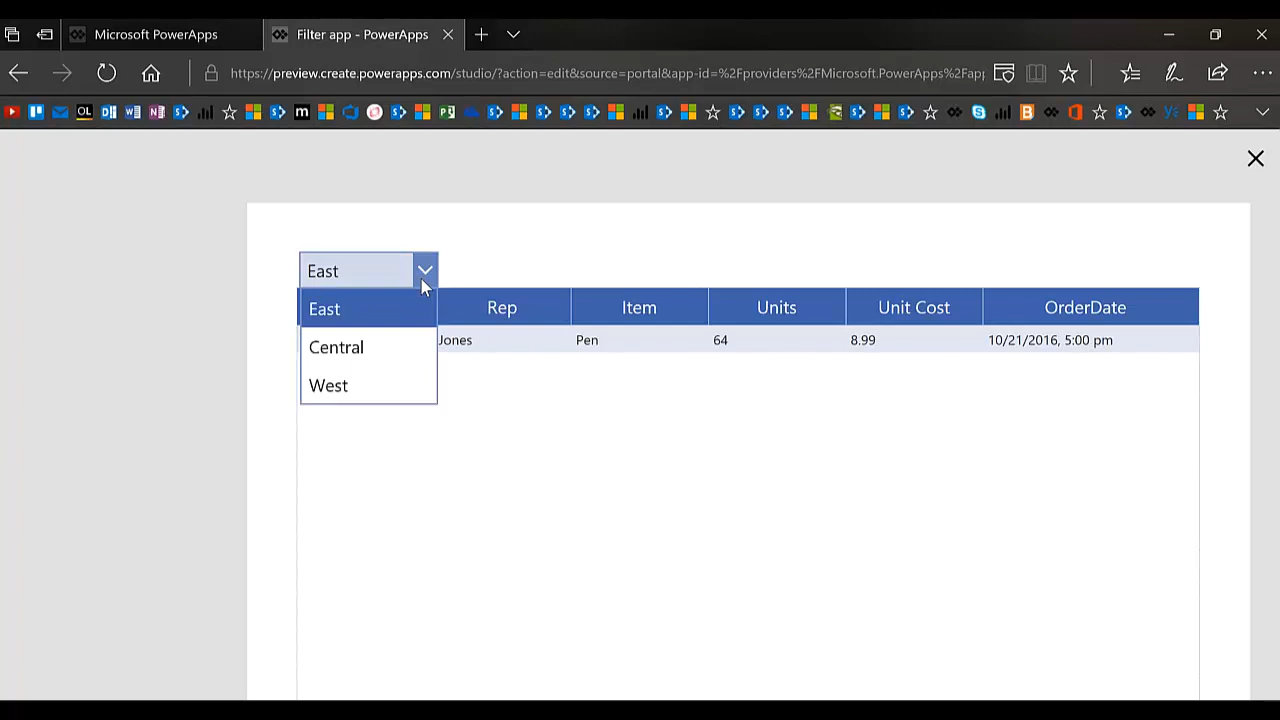 Microsoft PowerApps
Filter app - PowerApps
https://preview.create.powerapps.com/studio/?action=edit&source=portal&app-id=%2Fproviders%2FMicrosoft.PowerApps%2Fapp
OL
m
B
East
East
Central
West
Rep Item Units Unit Cost OrderDate
Jones Pen 64 8.99 10/21/2016, 5:00 pm